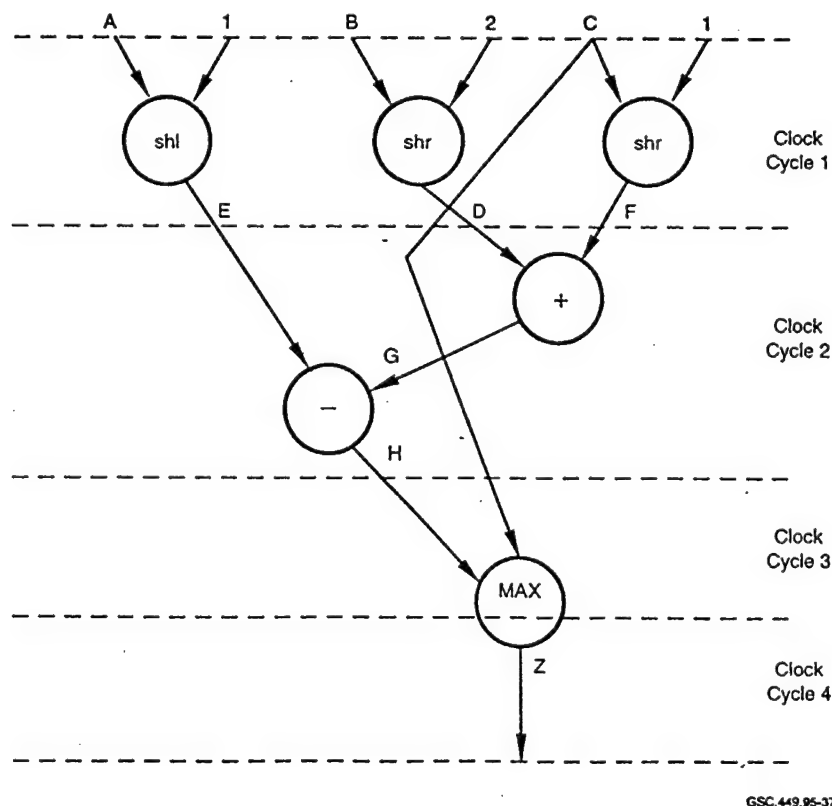 A 1 B 2 C 1
shl shr shr
Clock
Cycle 1
E D F
+
Clock
Cycle 2
G
−
H
Clock
Cycle 3
MAX
Z
Clock
Cycle 4
GSC.449.95-37